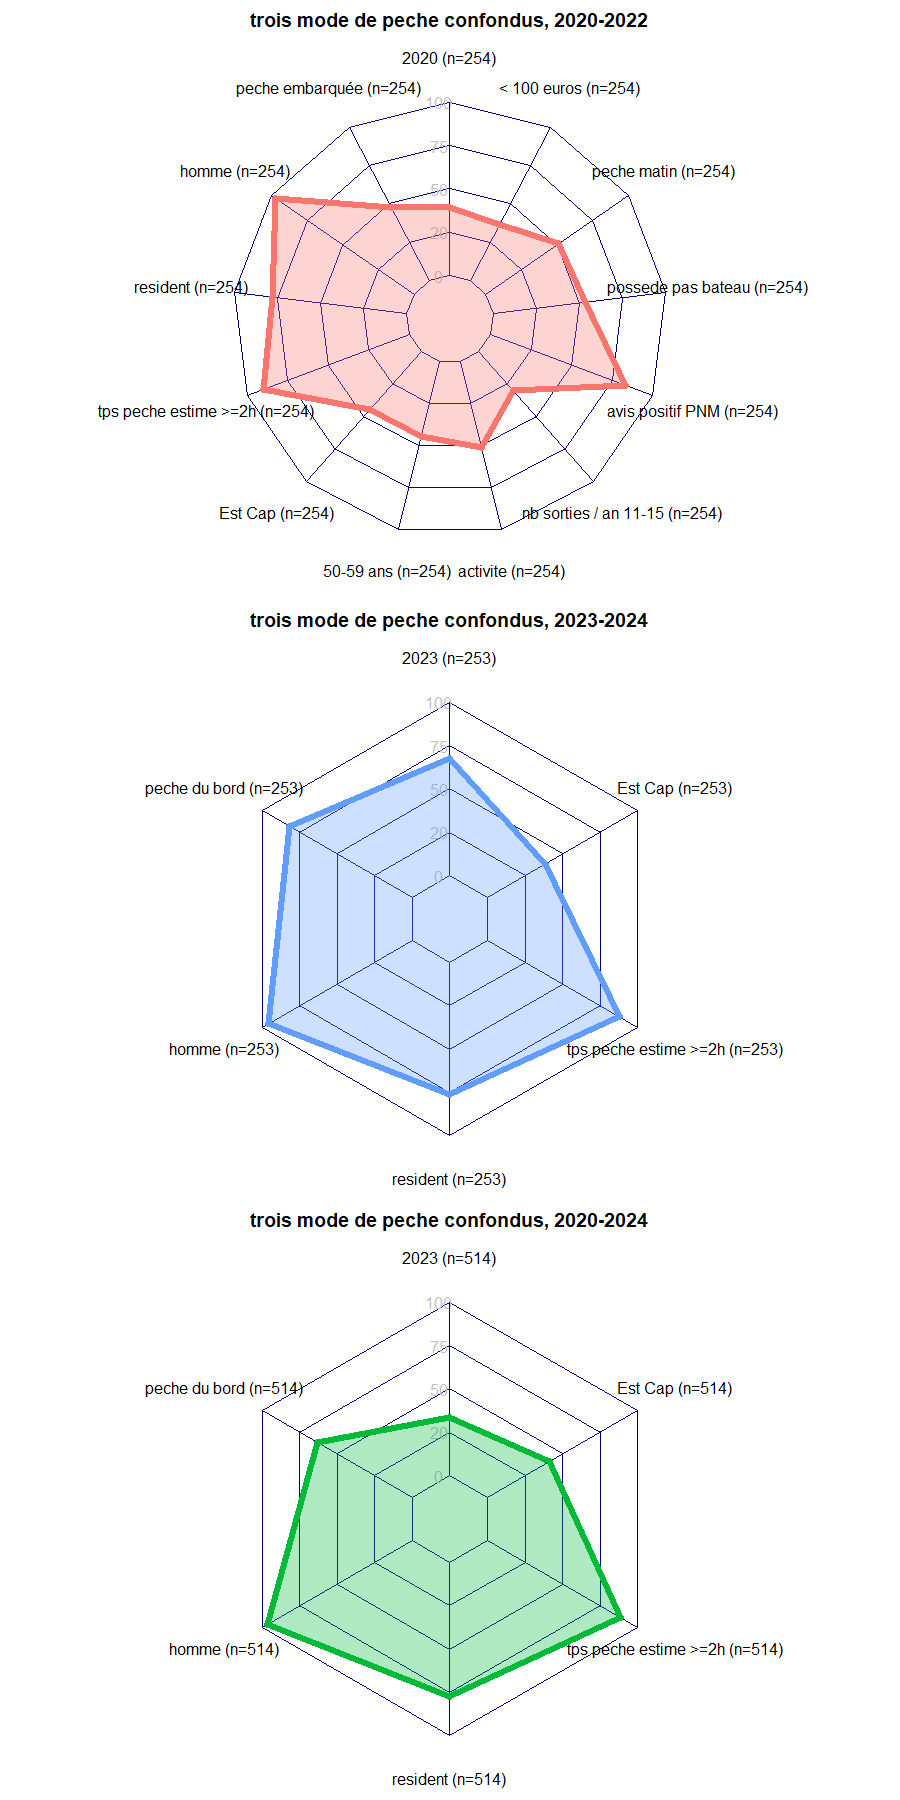 trois mode de peche confondus, 2020-2022
2020 (n=254)
peche embarquée (n=254)
< 100 euros (n=254)
100
75
50
20
0
homme (n=254)
peche matin (n=254)
resident (n=254)
possede pas bateau (n=254)
tps peche estime >=2h (n=254)
avis positif PNM (n=254)
Est Cap (n=254)
nb sorties / an 11-15 (n=254)
50-59 ans (n=254)
activite (n=254)
trois mode de peche confondus, 2023-2024
2023 (n=253)
100
75
50
20
0
peche du bord (n=253)
Est Cap (n=253)
homme (n=253)
tps peche estime >=2h (n=253)
resident (n=253)
trois mode de peche confondus, 2020-2024
2023 (n=514)
100
75
50
20
0
peche du bord (n=514)
Est Cap (n=514)
homme (n=514)
tps peche estime >=2h (n=514)
resident (n=514)